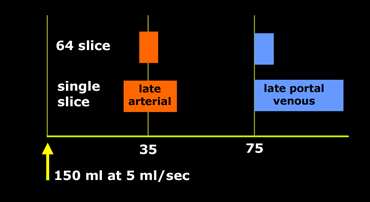 64 slice
single
slice
late
arterial
late portal
venous
35
75
150 ml at 5 ml/sec